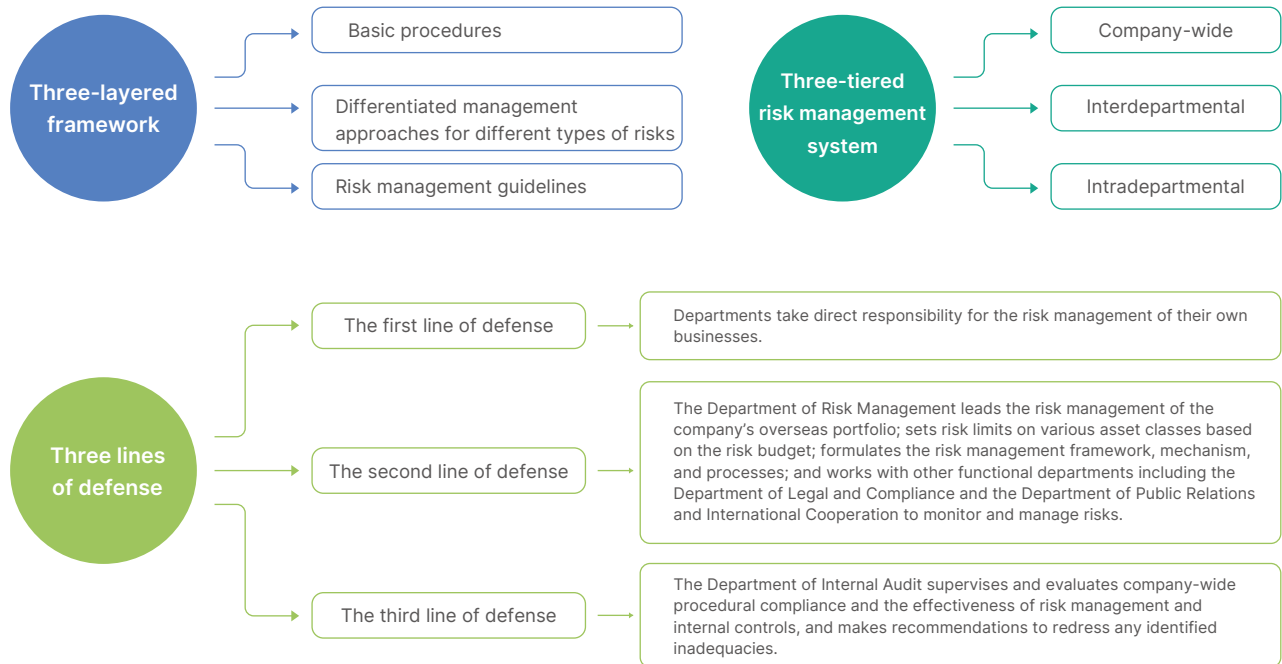 Three-layered
framework
Basic procedures
Differentiated management
approaches for different types of risks
Risk management guidelines
Three-tiered
risk management
system
Company-wide
Interdepartmental
Intradepartmental
Three lines
of defense
The first line of defense
Departments take direct responsibility for the risk management of their own
businesses.
The second line of defense
The Department of Risk Management leads the risk management of the
company’s overseas portfolio; sets risk limits on various asset classes based
on the risk budget; formulates the risk management framework, mechanism,
and processes; and works with other functional departments including the
Department of Legal and Compliance and the Department of Public Relations
and International Cooperation to monitor and manage risks.
The third line of defense
The Department of Internal Audit supervises and evaluates company-wide
procedural compliance and the effectiveness of risk management and
internal controls, and makes recommendations to redress any identified
inadequacies.